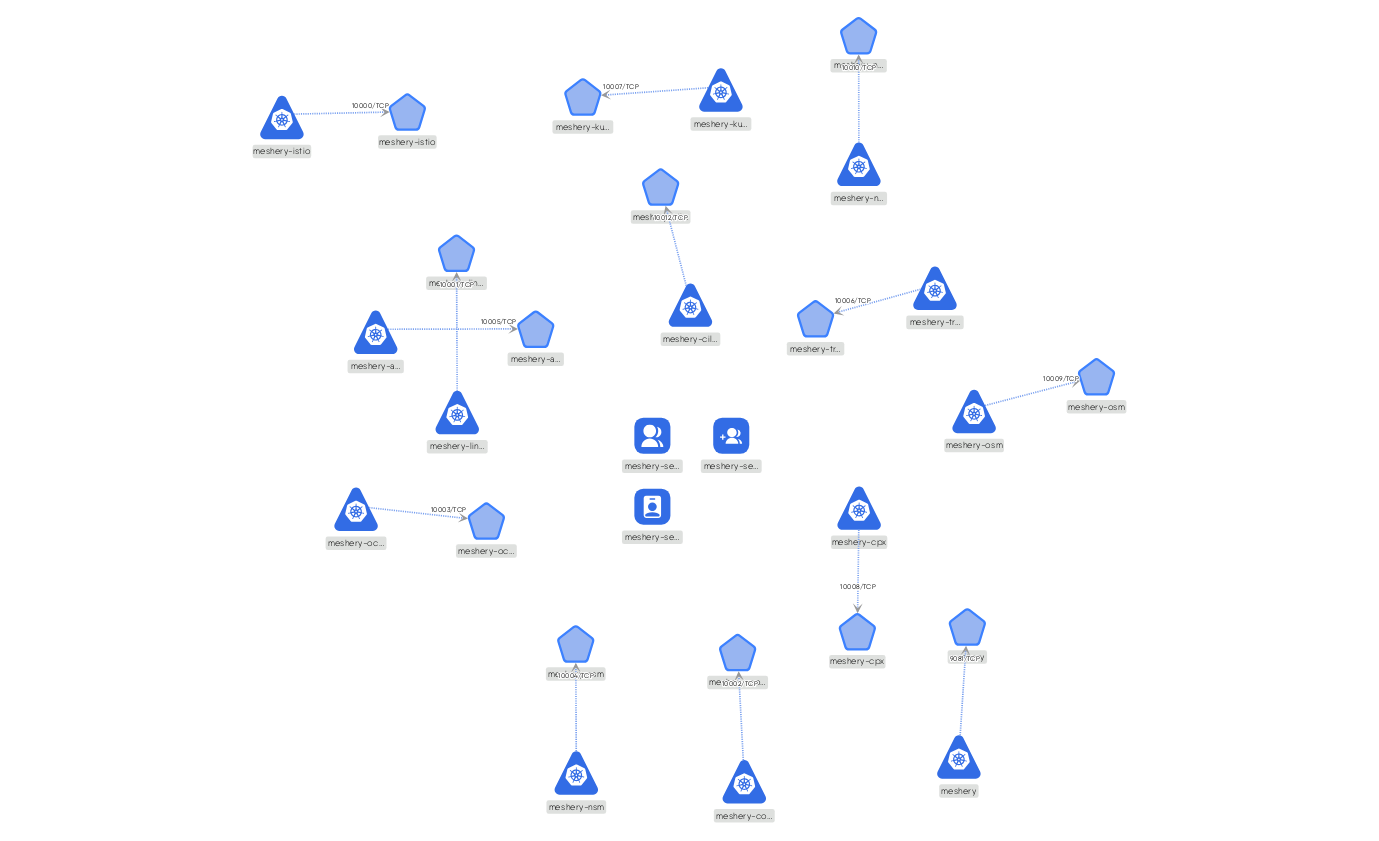 10010/TCP
10007/TCP
meshery-ku...
meshery-ku...
10000/TCP
meshery-istio
meshery-istio
meshery-n...
10012/TCP
10001/TCP
10006/TCP
meshery-tr...
meshery-tr...
10005/TCP
meshery-a...
meshery-a...
meshery-cil...
10009/TCP
meshery-osm
meshery-osm
meshery-lin...
meshery-se...
meshery-se...
10003/TCP
meshery-oc...
meshery-oc...
meshery-se...
meshery-cpx
10008/TCP
meshery-cpx
9081/TCP
10004/TCP
10002/TCP
meshery
meshery-nsm
meshery-co...